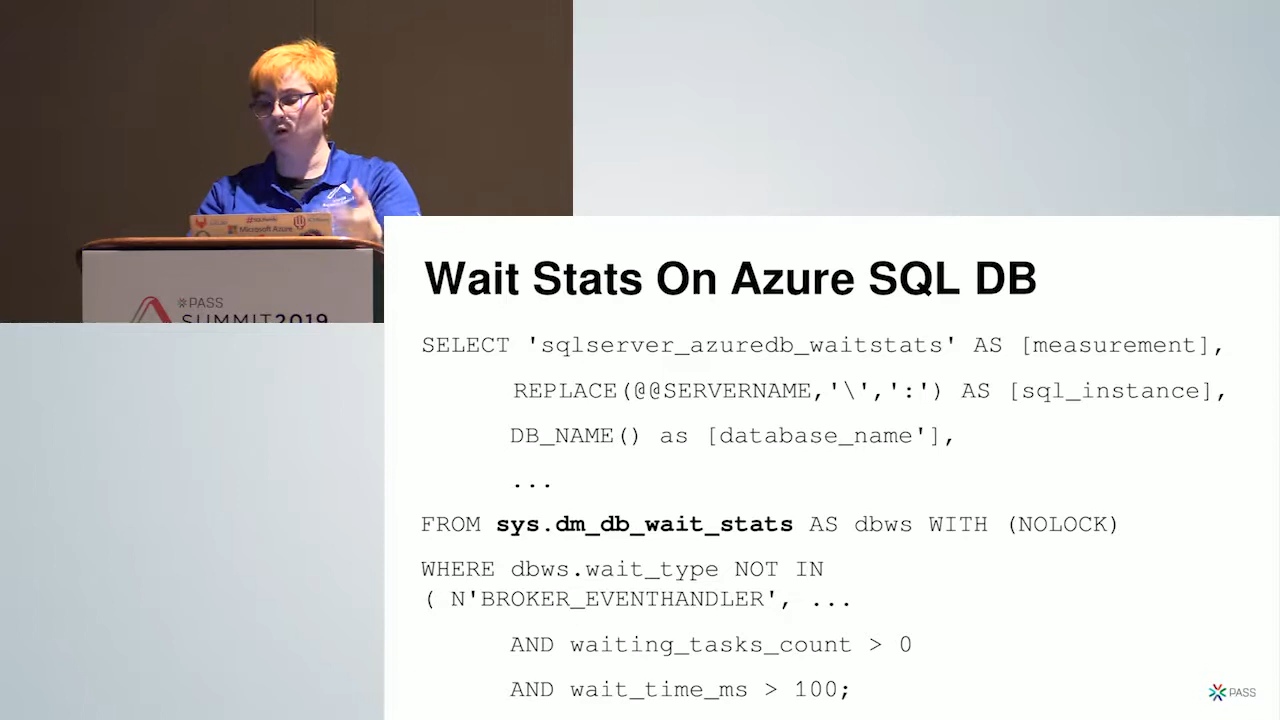 Microsoft Azure
PASS
SUMMIT 2019
Wait Stats On Azure SQL DB
SELECT 'sqlserver_azuredb_waitstats' AS [measurement],
REPLACE(@@SERVERNAME,'\',':') AS [sql_instance],
DB_NAME() as [database_name'],
...
FROM sys.dm_db_wait_stats AS dbws WITH (NOLOCK)
WHERE dbws.wait_type NOT IN
( N'BROKER_EVENTHANDLER', ...
AND waiting_tasks_count > 0
AND wait_time_ms > 100;
PASS